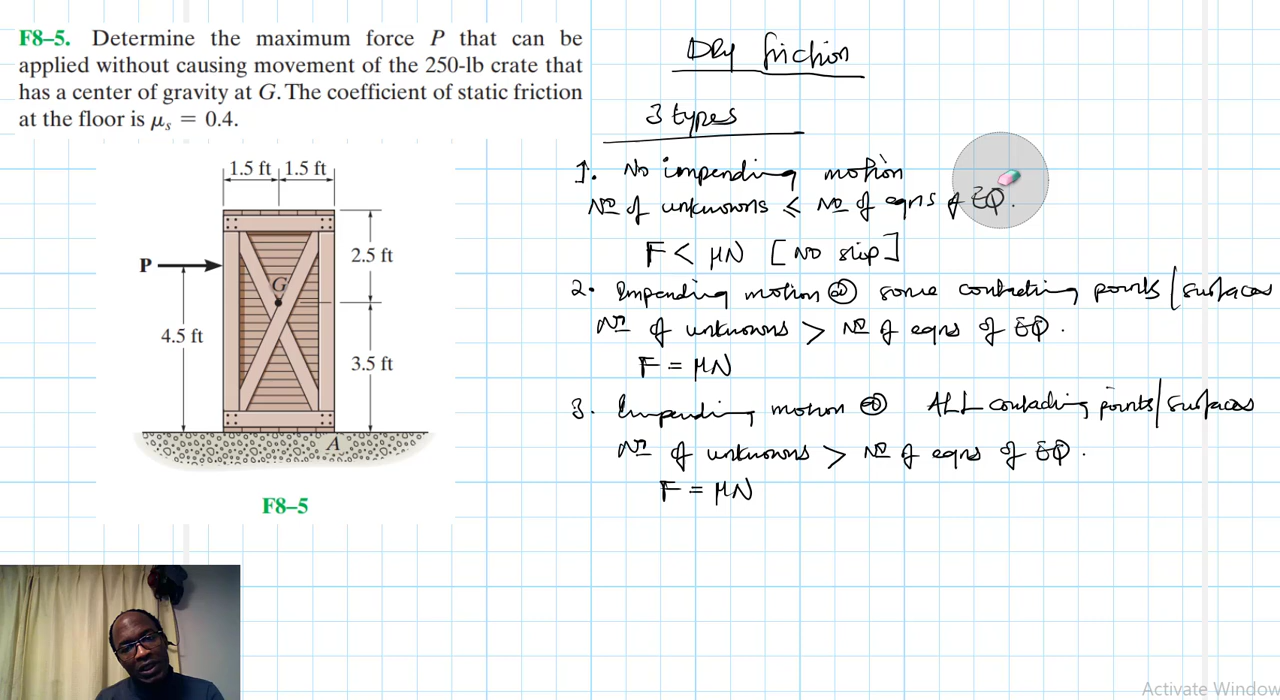 F8–5. Determine the maximum force P that can be
applied without causing movement of the 250-lb crate that
has a center of gravity at G. The coefficient of static friction
at the floor is μs = 0.4.
1.5 ft 1.5 ft
2.5 ft
P
G
4.5 ft
3.5 ft
A
F8–5
Dry friction
3 types
1. No impending motion
No of unknowns ≤ No of eqns of EQ.
F < μN [No slip]
2. Impending motion @ some contacting points/surfaces
No of unknowns > No of eqns of EQ.
F = μN
3. Impending motion @ ALL contacting points/surfaces
No of unknowns > No of eqns of EQ.
F = μN
Activate Window